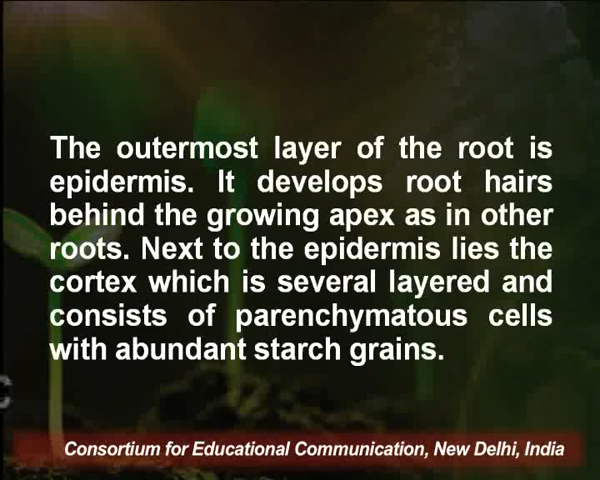 The outermost layer of the root is
epidermis. It develops root hairs
behind the growing apex as in other
roots. Next to the epidermis lies the
cortex which is several layered and
consists of parenchymatous cells
with abundant starch grains.
Consortium for Educational Communication, New Delhi, India